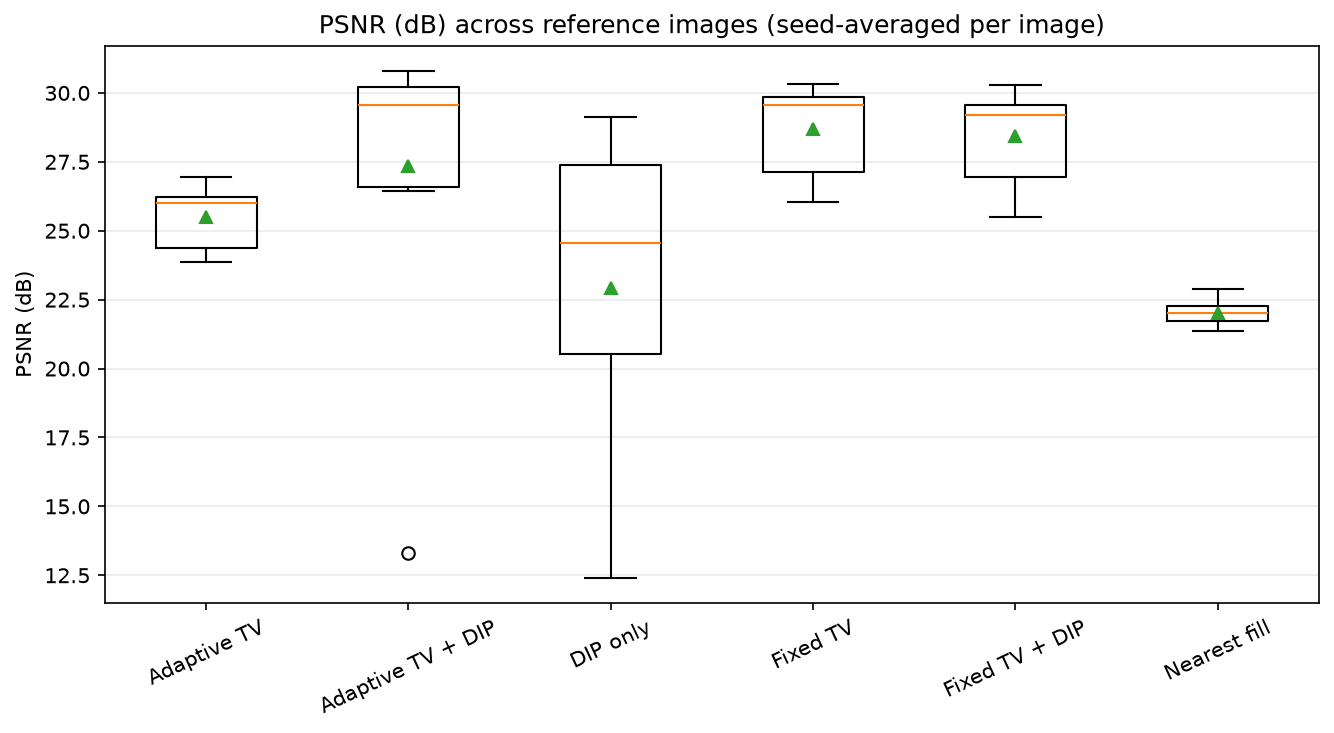 PSNR (dB) across reference images (seed-averaged per image)
PSNR (dB)
30.0
27.5
25.0
22.5
20.0
17.5
15.0
12.5
Adaptive TV
Adaptive TV + DIP
DIP only
Fixed TV
Fixed TV + DIP
Nearest fill